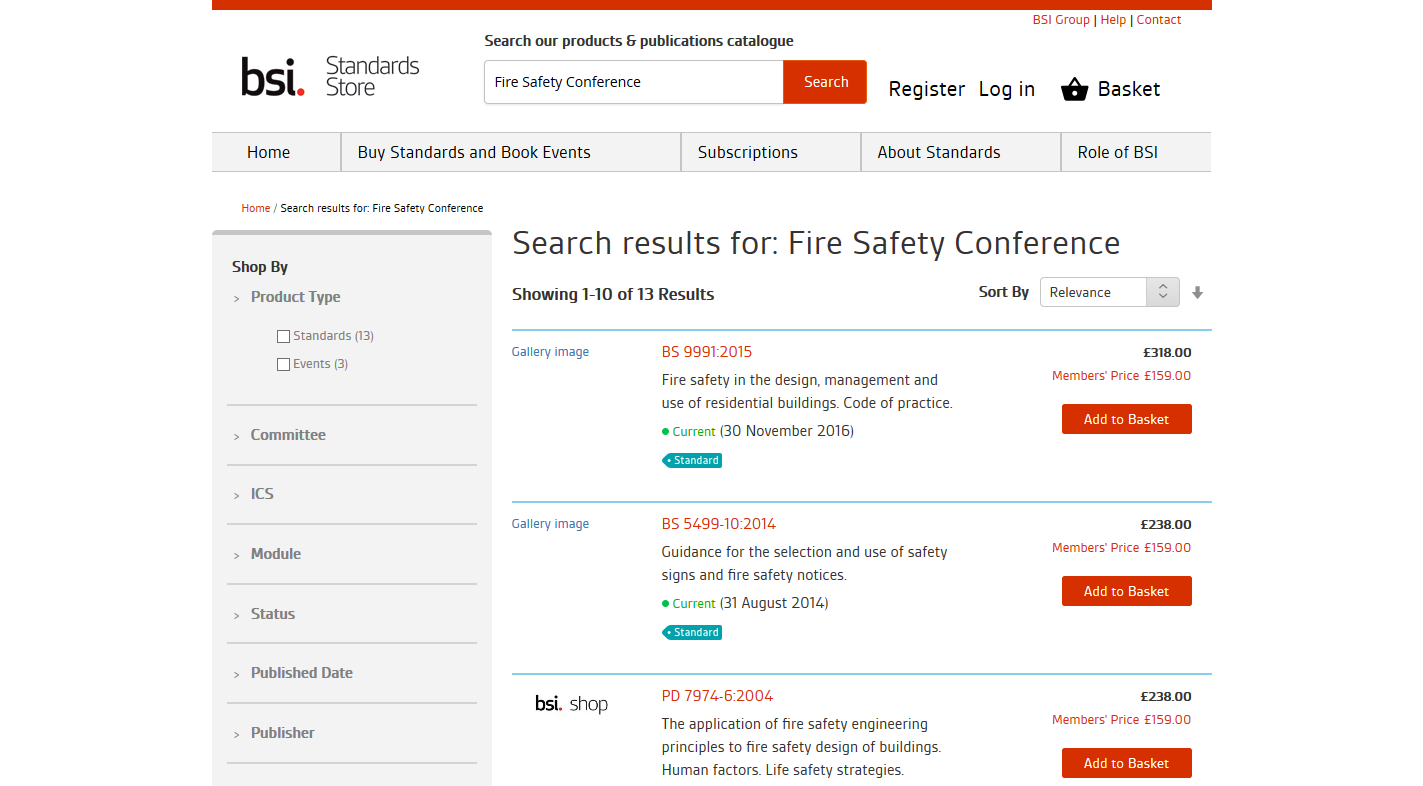 BSI Group | Help | Contact
Search our products & publications catalogue
bsi. Standards Store
Fire Safety Conference
Search
Register
Log in
Basket
Home
Buy Standards and Book Events
Subscriptions
About Standards
Role of BSI
Home / Search results for: Fire Safety Conference
Shop By
> Product Type
Standards (13)
Events (3)
> Committee
> ICS
> Module
> Status
> Published Date
> Publisher
Search results for: Fire Safety Conference
Showing 1-10 of 13 Results
Sort By
Relevance
Gallery image
BS 9991:2015
Fire safety in the design, management and
use of residential buildings. Code of practice.
Current (30 November 2016)
Standard
£318.00
Members' Price £159.00
Add to Basket
Gallery image
BS 5499-10:2014
Guidance for the selection and use of safety
signs and fire safety notices.
Current (31 August 2014)
Standard
£238.00
Members' Price £159.00
Add to Basket
bsi. shop
PD 7974-6:2004
The application of fire safety engineering
principles to fire safety design of buildings.
Human factors. Life safety strategies.
£238.00
Members' Price £159.00
Add to Basket